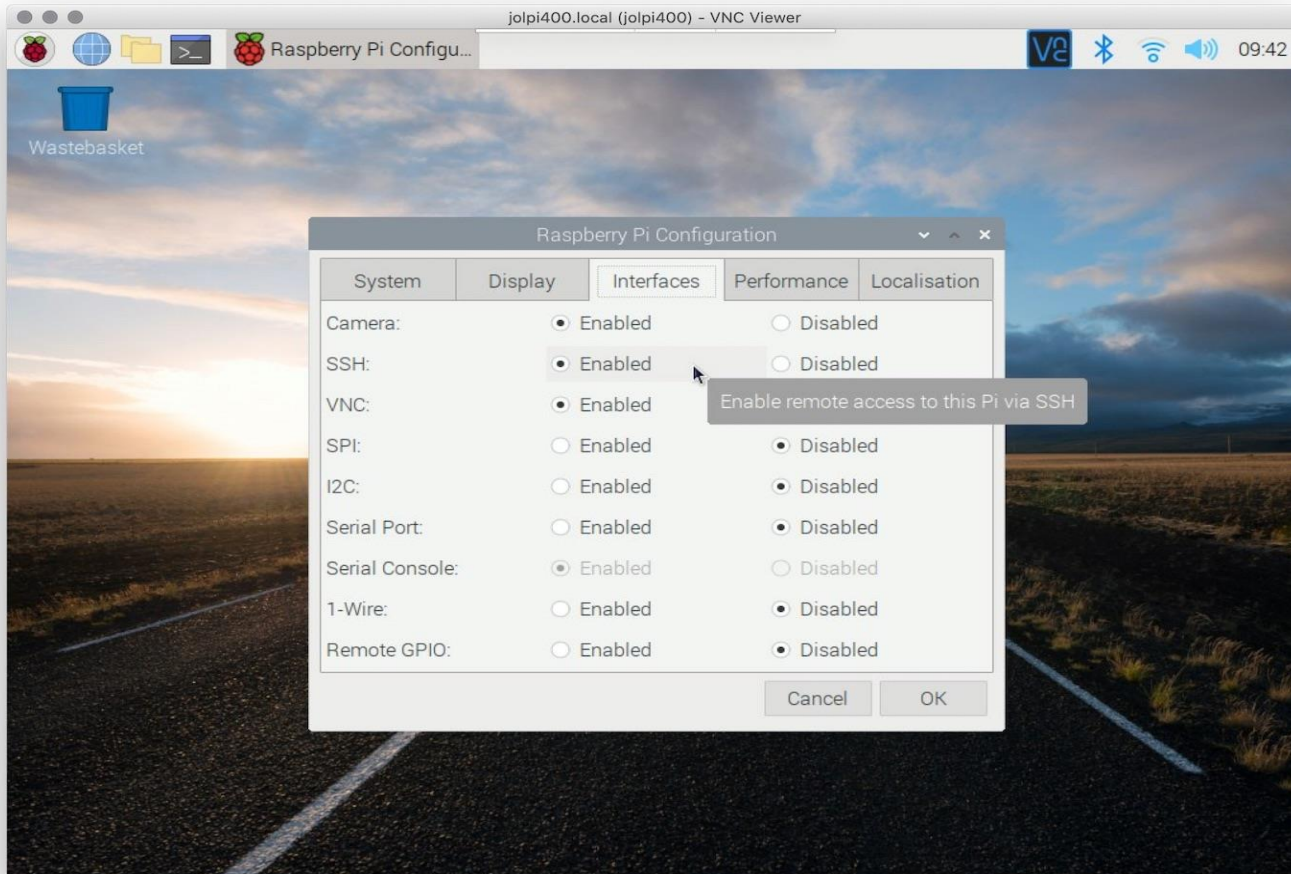 jolpi400.local (jolpi400) - VNC Viewer
Raspberry Pi Configu... 09:42
Wastebasket
Raspberry Pi Configuration
System Display Interfaces Performance Localisation
Camera: Enabled Disabled
SSH: Enabled Disabled
VNC: Enabled
Enable remote access to this Pi via SSH
SPI: Enabled Disabled
I2C: Enabled Disabled
Serial Port: Enabled Disabled
Serial Console: Enabled Disabled
1-Wire: Enabled Disabled
Remote GPIO: Enabled Disabled
Cancel OK